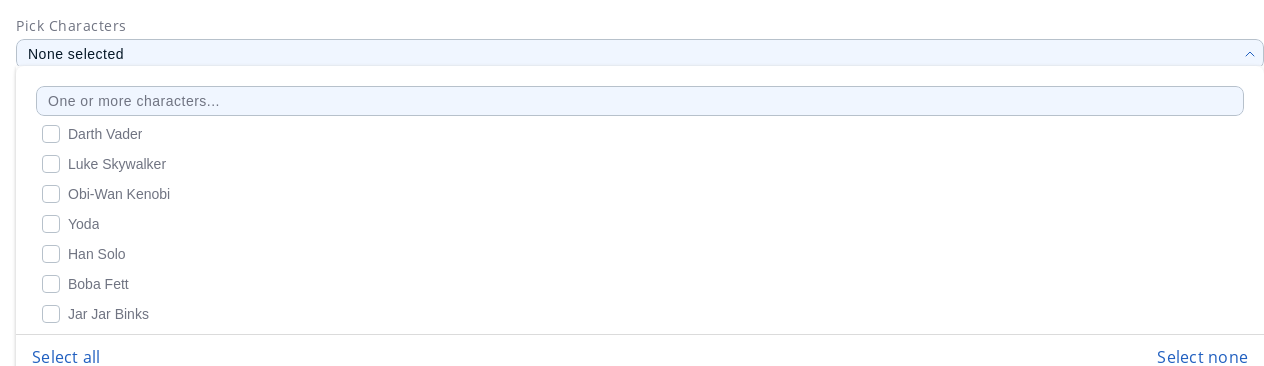 Pick Characters
None selected
One or more characters...
Darth Vader
Luke Skywalker
Obi-Wan Kenobi
Yoda
Han Solo
Boba Fett
Jar Jar Binks
Select all
Select none